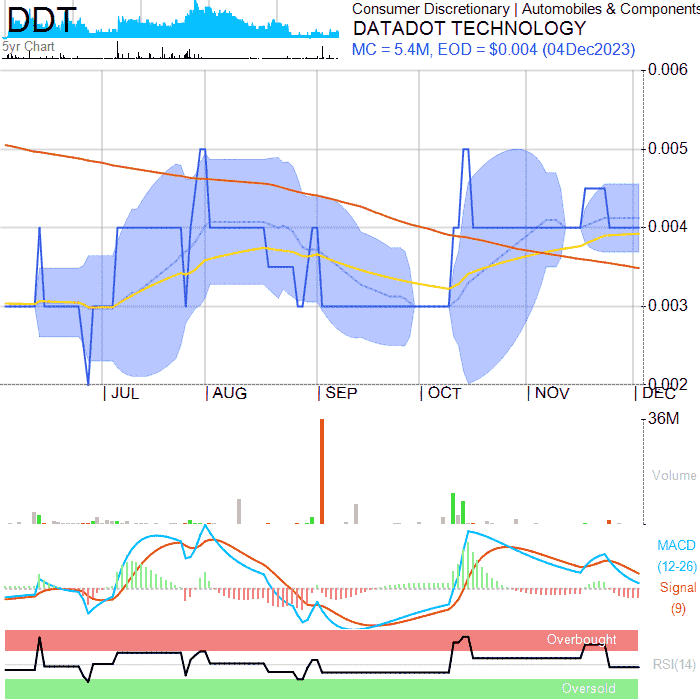 DDT
Consumer Discretionary | Automobiles & Components
DATADOT TECHNOLOGY
MC = 5.4M, EOD = $0.004 (04Dec2023)
5yr Chart
0.006
0.005
0.004
0.003
0.002
JUL
AUG
SEP
OCT
NOV
DEC
36M
Volume
MACD
(12-26)
Signal
(9)
Overbought
RSI(14)
Oversold